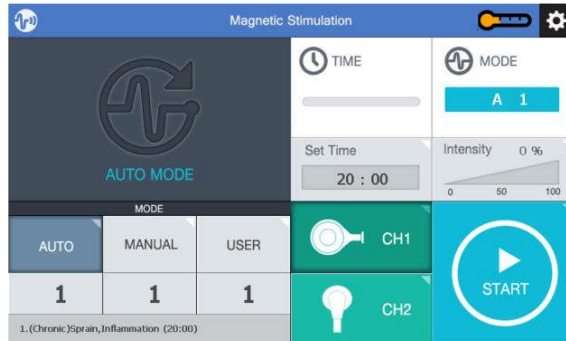 Magnetic Stimulation
AUTO MODE
TIME
MODE
A 1
Set Time
20 : 00
Intensity 0 %
0 50 100
MODE
AUTO MANUAL USER
1 1 1
1.(Chronic)Sprain,Inflammation (20:00)
CH1
CH2
START